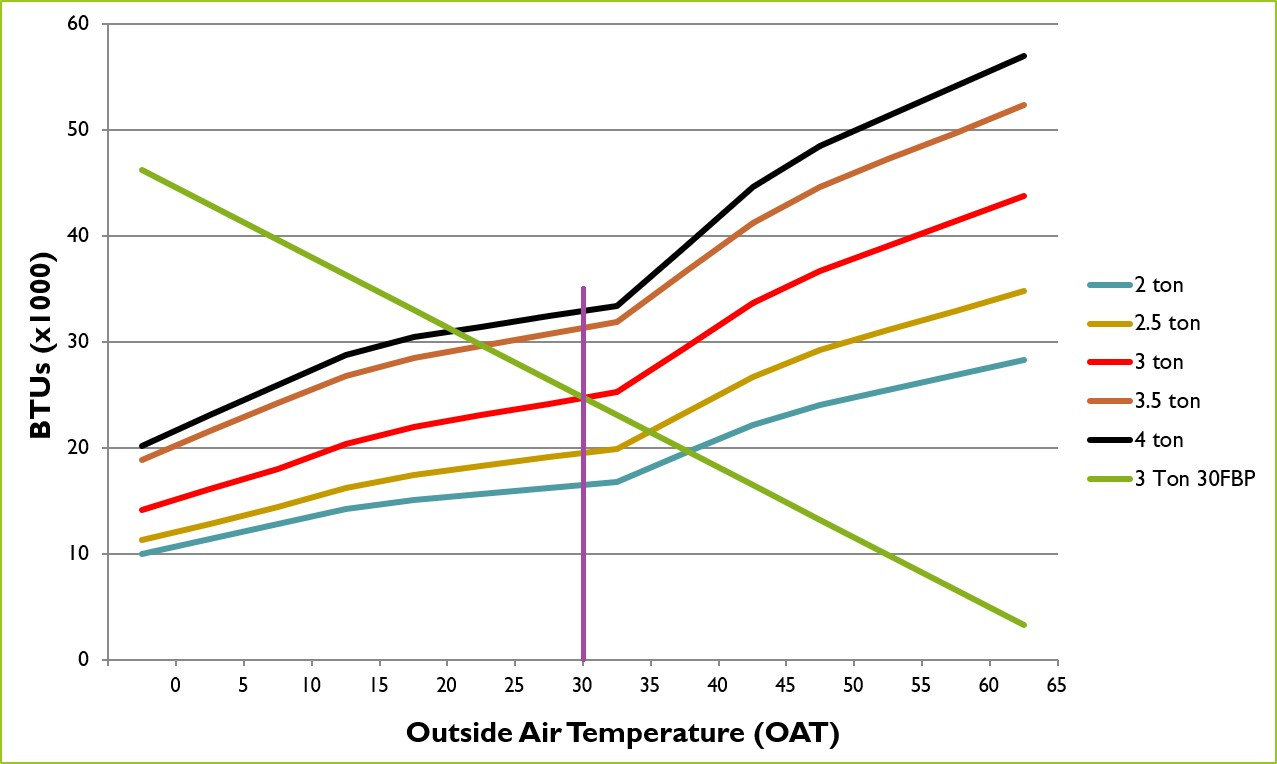 60
50
40
30
20
10
0
BTUs (x1000)
0 5 10 15 20 25 30 35 40 45 50 55 60 65
Outside Air Temperature (OAT)
2 ton
2.5 ton
3 ton
3.5 ton
4 ton
3 Ton 30FBP